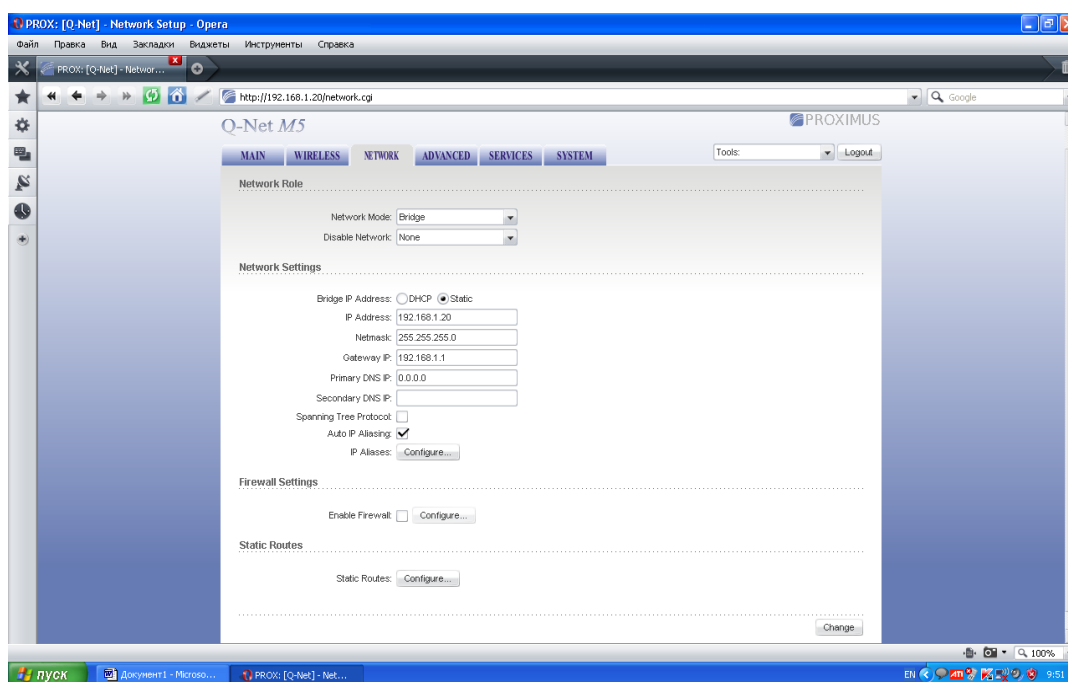 PROX: [Q-Net] - Network Setup - Opera
Файл Правка Вид Закладки Виджеты Инструменты Справка
PROX: [Q-Net] - Networ...
http://192.168.1.20/network.cgi
Google
Q-Net M5
PROXIMUS
MAIN WIRELESS NETWORK ADVANCED SERVICES SYSTEM
Tools: Logout
Network Role
Network Mode: Bridge
Disable Network: None
Network Settings
Bridge IP Address: DHCP Static
IP Address: 192.168.1.20
Netmask: 255.255.255.0
Gateway IP: 192.168.1.1
Primary DNS IP: 0.0.0.0
Secondary DNS IP:
Spanning Tree Protocol:
Auto IP Aliasing:
IP Aliases: Configure...
Firewall Settings
Enable Firewall: Configure...
Static Routes
Static Routes: Configure...
Change
100%
пуск
Документ1 - Microso...
PROX: [Q-Net] - Net...
EN
ATI
9:51